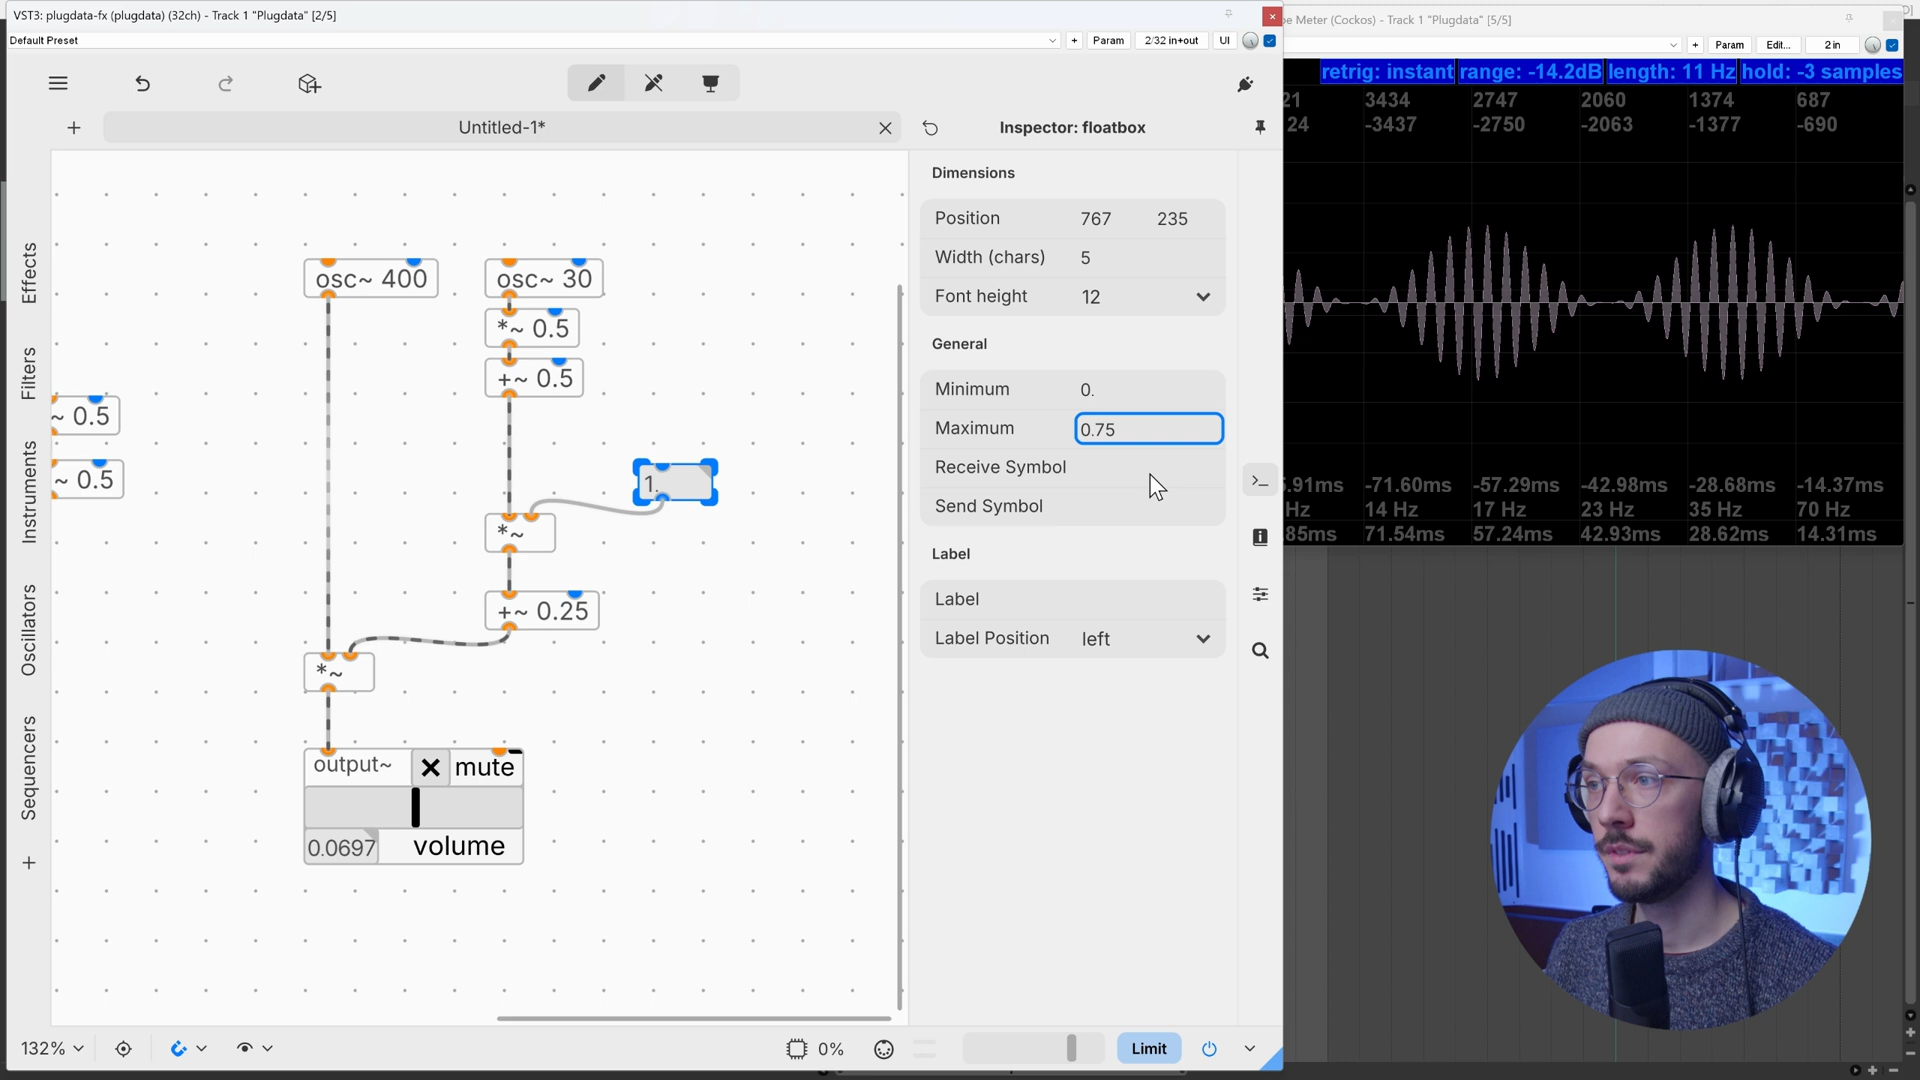 VST3: plugdata-fx (plugdata) (32ch) - Track 1 "Plugdata" [2/5]
Default Preset
+
Param
2/32 in+out
UI
Untitled-1*
Inspector: floatbox
Effects
Filters
Instruments
Oscillators
Sequencers
+
~ 0.5
~ 0.5
osc~ 400
osc~ 30
*~ 0.5
+~ 0.5
1.
*~
+~ 0.25
*~
output~
mute
0.0697
volume
Dimensions
Position 767 235
Width (chars) 5
Font height 12
General
Minimum 0.
Maximum 0.75
Receive Symbol
Send Symbol
Label
Label
Label Position left
132%
0%
Limit
Meter (Cockos) - Track 1 "Plugdata" [5/5]
+
Param
Edit...
2 in
retrig: instant range: -14.2dB length: 11 Hz hold: -3 samples
21 3434 2747 2060 1374 687
24 -3437 -2750 -2063 -1377 -690
.91ms -71.60ms -57.29ms -42.98ms -28.68ms -14.37ms
Hz 14 Hz 17 Hz 23 Hz 35 Hz 70 Hz
85ms 71.54ms 57.24ms 42.93ms 28.62ms 14.31ms